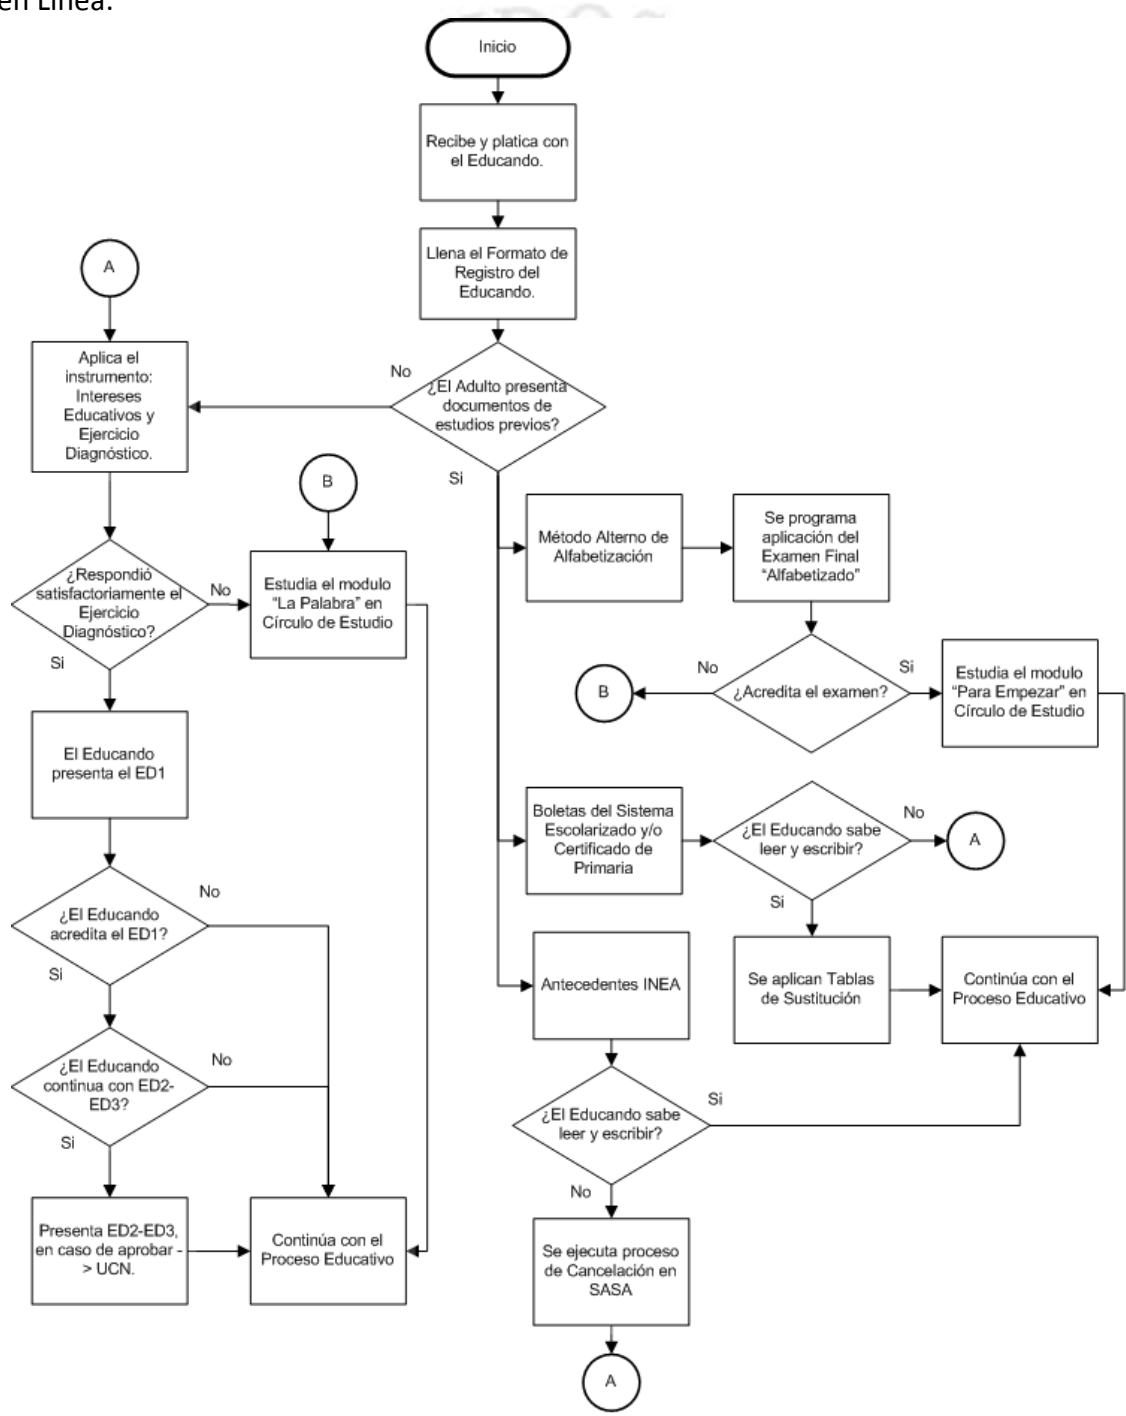 en Línea.
Inicio
Recibe y platica con
el Educando.
Llena el Formato de
Registro del
Educando.
A
Aplica el
instrumento:
Intereses
Educativos y
Ejercicio
Diagnóstico.
No
¿El Adulto presenta
documentos de
estudios previos?
Si
B
Método Alterno de
Alfabetización
Se programa
aplicación del
Examen Final
“Alfabetizado”
¿Respondió
satisfactoriamente el
Ejercicio
Diagnóstico?
No
Si
Estudia el modulo
“La Palabra” en
Círculo de Estudio
B
No
¿Acredita el examen?
Si
Estudia el modulo
“Para Empezar” en
Círculo de Estudio
El Educando
presenta el ED1
Boletas del Sistema
Escolarizado y/o
Certificado de
Primaria
¿El Educando sabe
leer y escribir?
No
A
Si
¿El Educando
acredita el ED1?
No
Si
Antecedentes INEA
Se aplican Tablas
de Sustitución
Continúa con el
Proceso Educativo
¿El Educando
continua con ED2-
ED3?
No
Si
¿El Educando sabe
leer y escribir?
Si
No
Presenta ED2-ED3,
en caso de aprobar -
> UCN.
Continúa con el
Proceso Educativo
Se ejecuta proceso
de Cancelación en
SASA
A